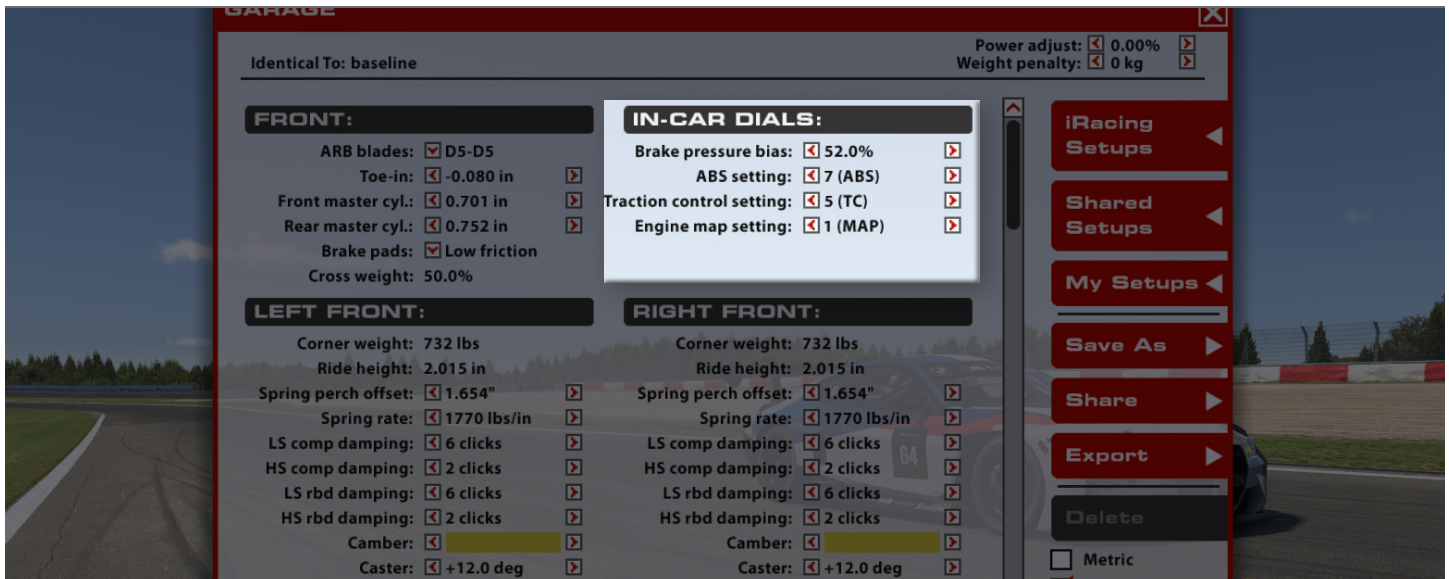 GARAGE
Power adjust: 0.00%
Identical To: baseline
Weight penalty: 0 kg
FRONT:
ARB blades: D5-D5
Toe-in: -0.080 in
Front master cyl.: 0.701 in
Rear master cyl.: 0.752 in
Brake pads: Low friction
Cross weight: 50.0%
IN-CAR DIALS:
Brake pressure bias: 52.0%
ABS setting: 7 (ABS)
Traction control setting: 5 (TC)
Engine map setting: 1 (MAP)
LEFT FRONT:
Corner weight: 732 lbs
Ride height: 2.015 in
Spring perch offset: 1.654"
Spring rate: 1770 lbs/in
LS comp damping: 6 clicks
HS comp damping: 2 clicks
LS rbd damping: 6 clicks
HS rbd damping: 2 clicks
Camber:
Caster: +12.0 deg
RIGHT FRONT:
Corner weight: 732 lbs
Ride height: 2.015 in
Spring perch offset: 1.654"
Spring rate: 1770 lbs/in
LS comp damping: 6 clicks
HS comp damping: 2 clicks
LS rbd damping: 6 clicks
HS rbd damping: 2 clicks
Camber:
Caster: +12.0 deg
64
iRacing
Setups
Shared
Setups
My Setups
Save As
Share
Export
Delete
Metric